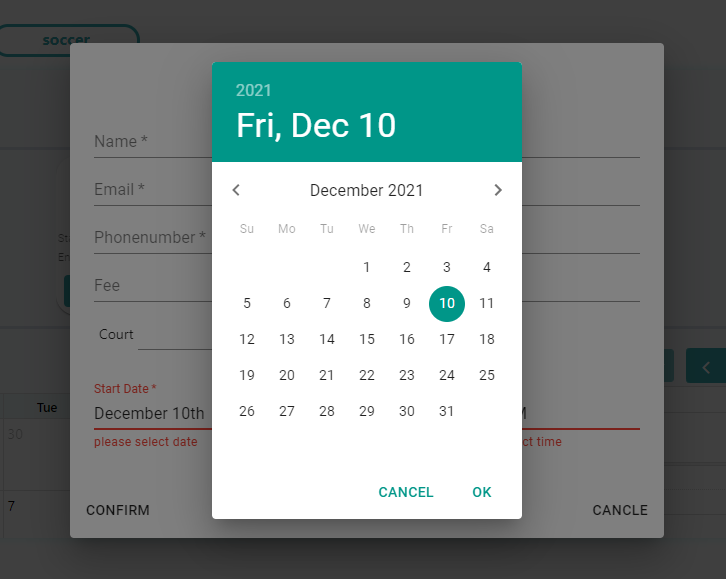 soccer
2021
Fri, Dec 10
Name *
December 2021
Email *
Su Mo Tu We Th Fr Sa
Phonenumber *
1 2 3 4
Fee
5 6 7 8 9 10 11
Court
12 13 14 15 16 17 18
19 20 21 22 23 24 25
Start Date *
Tue
December 10th
26 27 28 29 30 31
30
please select date
ct time
CANCEL OK
7
CONFIRM
CANCLE